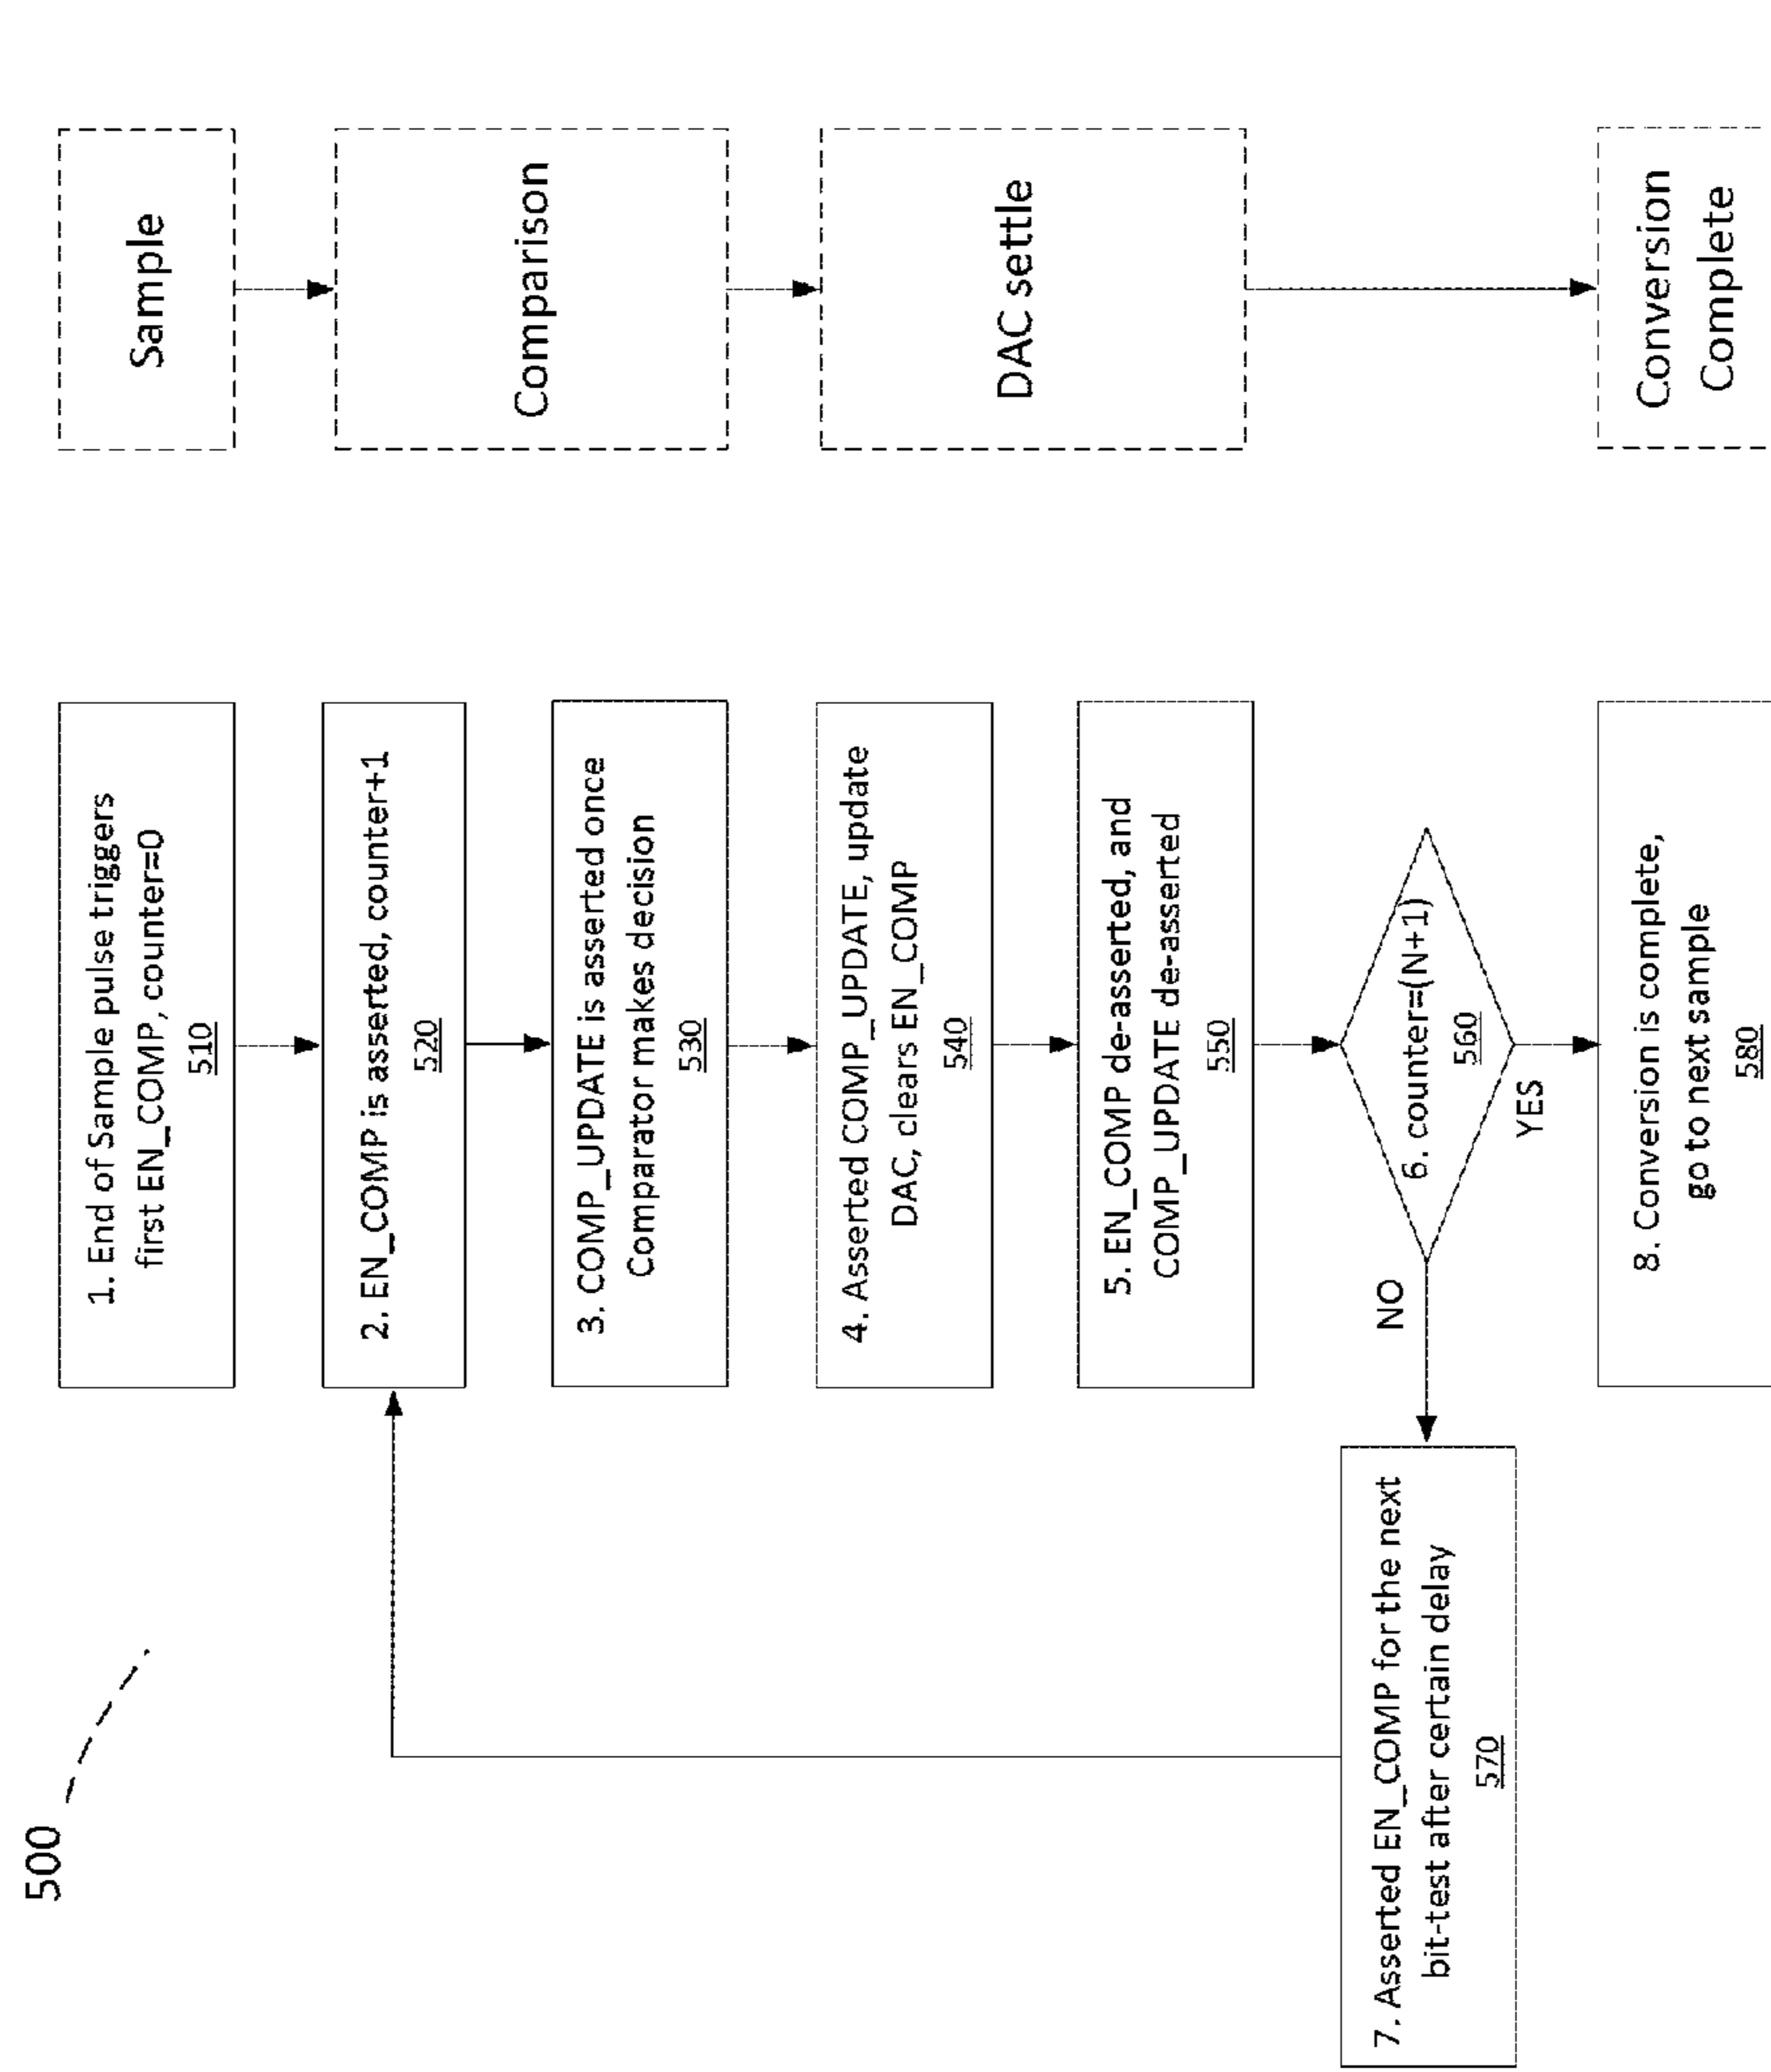 500
1. End of Sample pulse triggers
first EN_COMP, counter=0
510
2. EN_COMP is asserted, counter+1
520
3. COMP_UPDATE is asserted once
Comparator makes decision
530
4. Asserted COMP_UPDATE, update
DAC, clears EN_COMP
540
5. EN_COMP de-asserted, and
COMP_UPDATE de-asserted
550
6. counter=(N+1)
560
NO
YES
7. Asserted EN_COMP for the next
bit-test after certain delay
570
8. Conversion is complete,
go to next sample
580
Sample
Comparison
DAC settle
Conversion
Complete